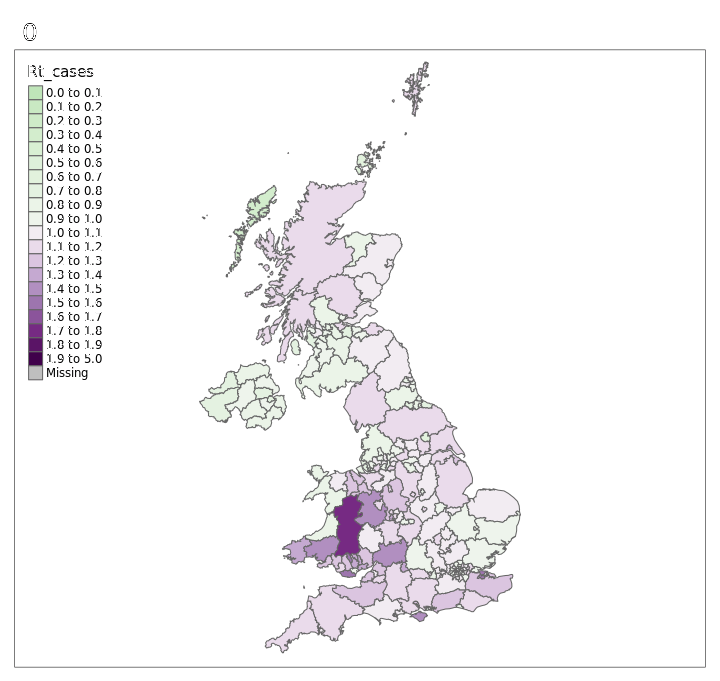 0
Rt_cases
0.0 to 0.1
0.1 to 0.2
0.2 to 0.3
0.3 to 0.4
0.4 to 0.5
0.5 to 0.6
0.6 to 0.7
0.7 to 0.8
0.8 to 0.9
0.9 to 1.0
1.0 to 1.1
1.1 to 1.2
1.2 to 1.3
1.3 to 1.4
1.4 to 1.5
1.5 to 1.6
1.6 to 1.7
1.7 to 1.8
1.8 to 1.9
1.9 to 5.0
Missing